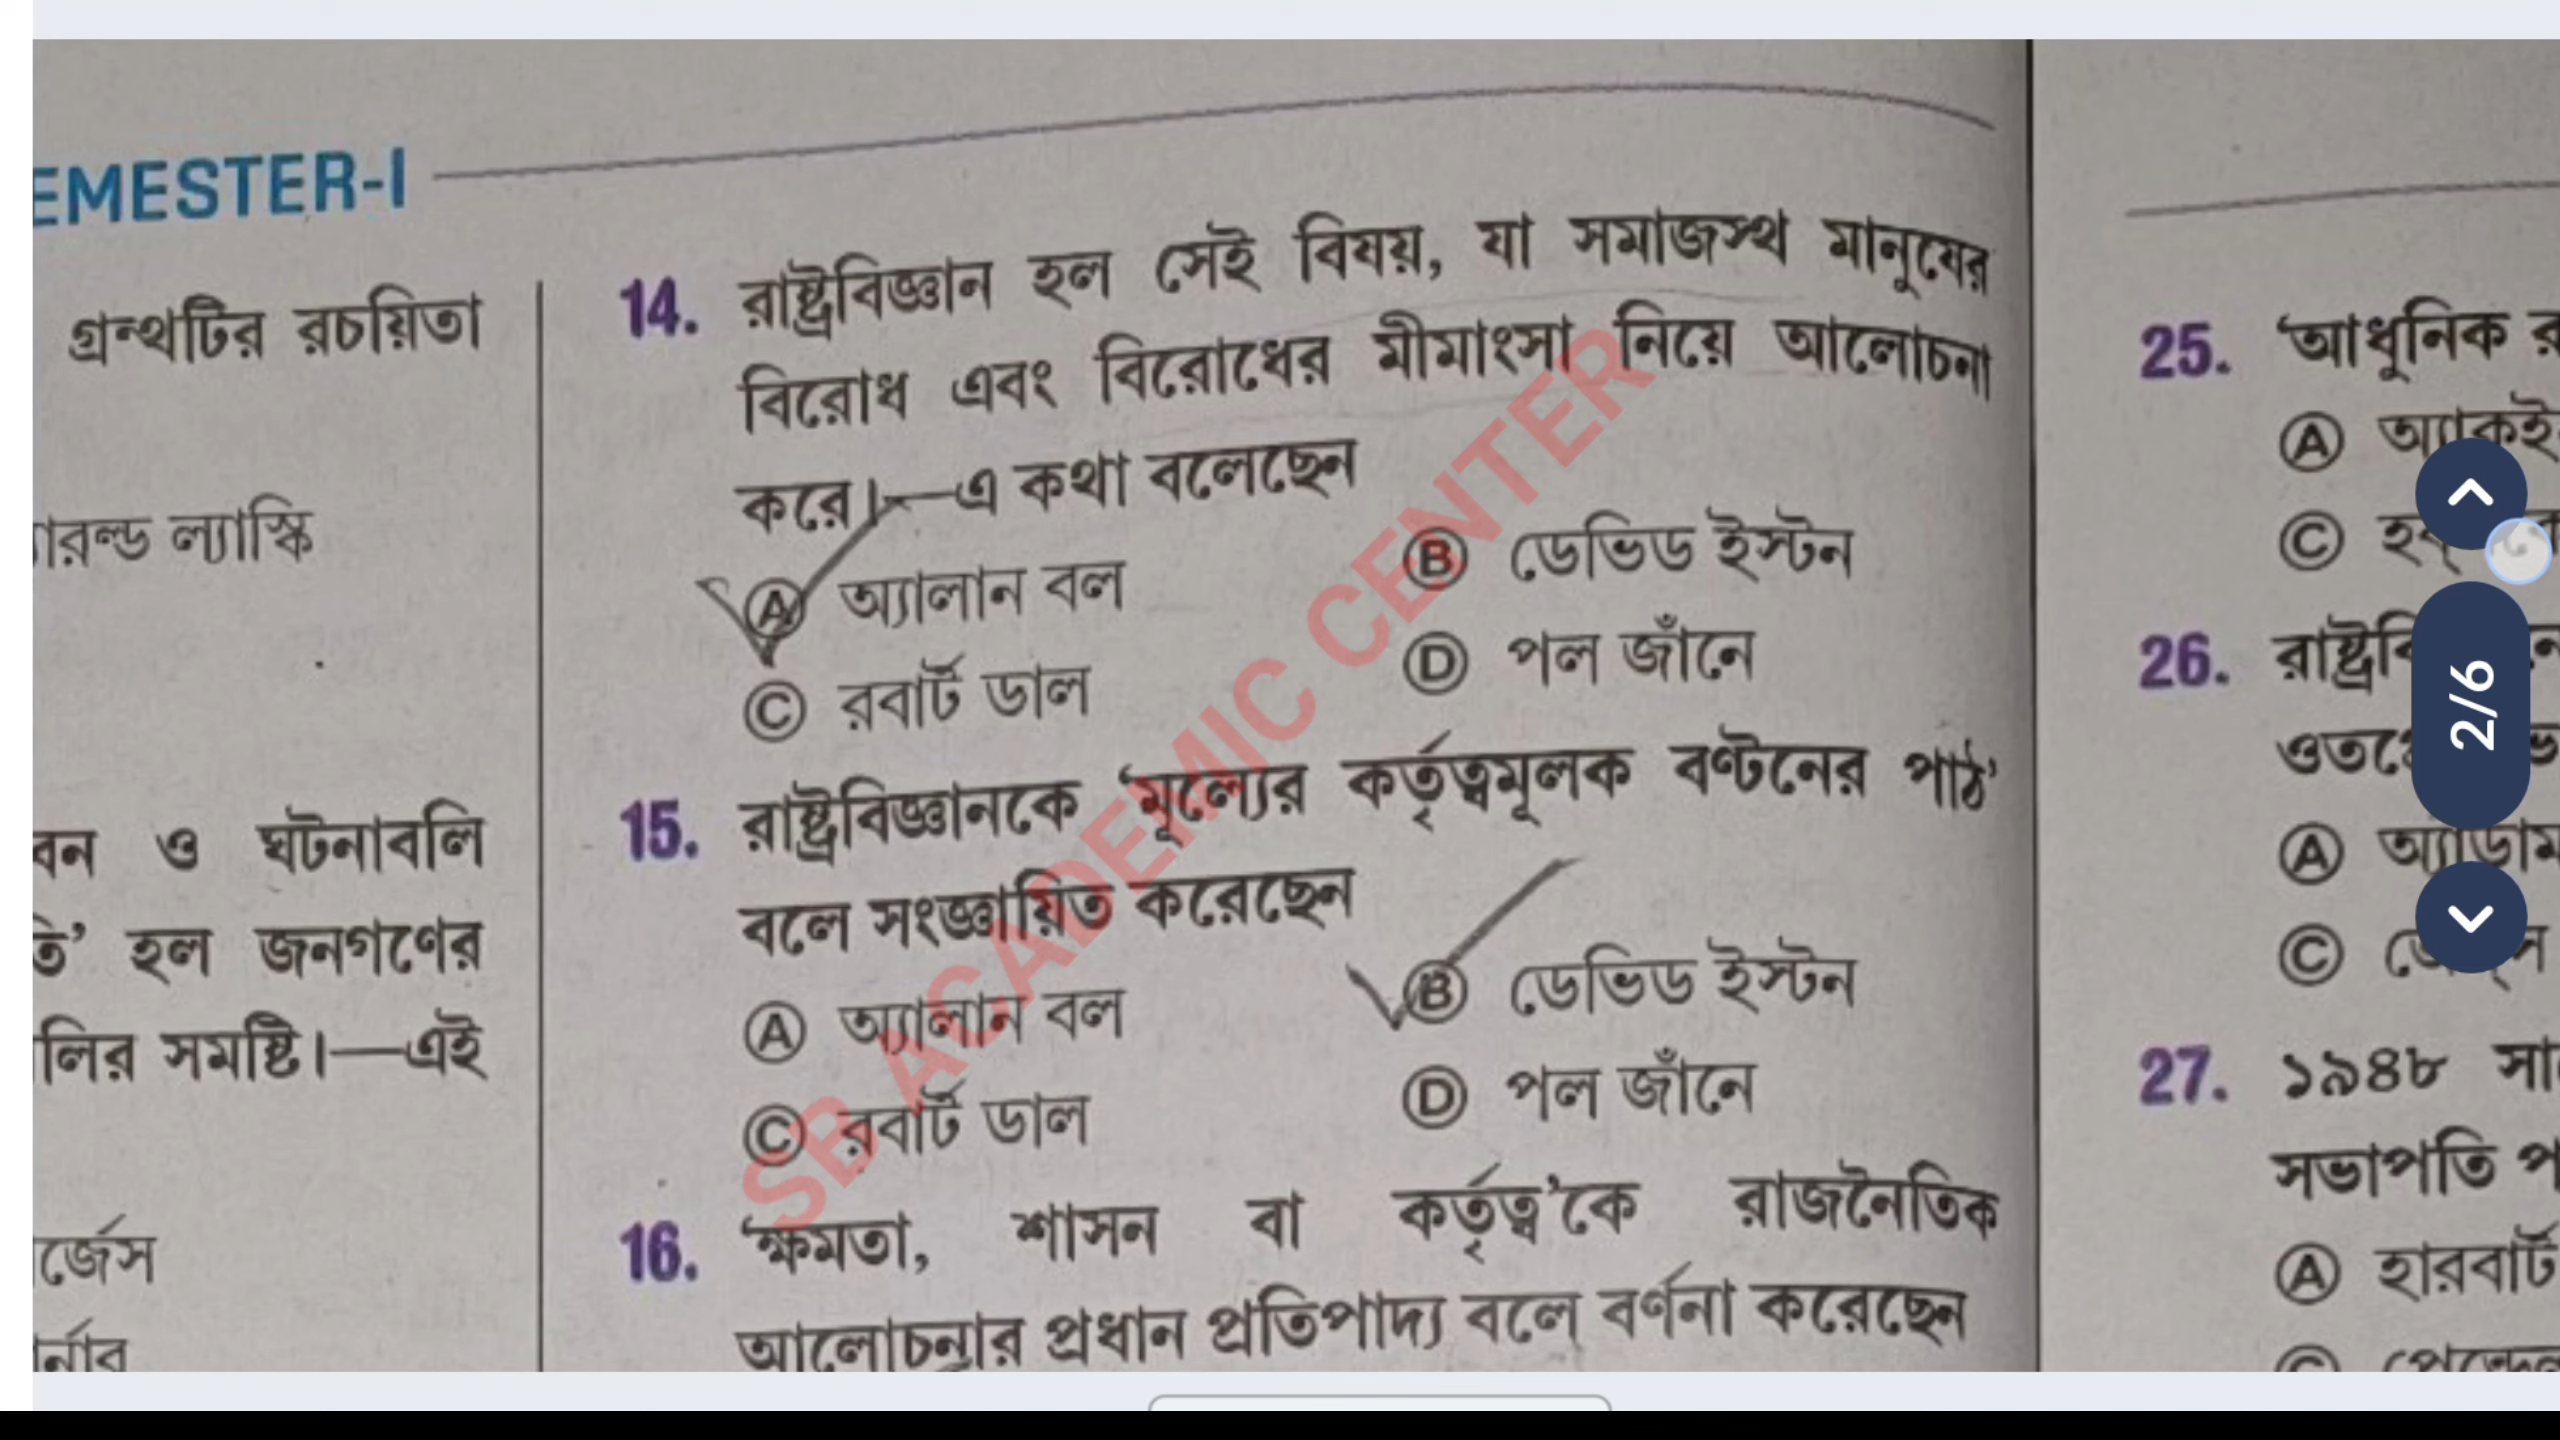 EMESTER-I
গ্রন্থটির রচয়িতা
ল্যাস্কি
ও ঘটনাবলি
হল জনগণের
সমষ্টি।—এই
14. রাষ্ট্রবিজ্ঞান হল সেই বিষয়, যা সমাজস্থ মানুষের
বিরোধ এবং বিরোধের মীমাংসা নিয়ে আলোচনা
করে।—এ কথা বলেছেন
A অ্যালান বল B ডেভিড ইস্টন
C রবার্ট ডাল D পল জাঁনে
15. রাষ্ট্রবিজ্ঞানকে ‘মূল্যের কর্তৃত্বমূলক বণ্টনের পাঠ’
বলে সংজ্ঞায়িত করেছেন
A অ্যালান বল B ডেভিড ইস্টন
C রবার্ট ডাল D পল জাঁনে
16. ‘ক্ষমতা, শাসন বা কর্তৃত্ব’কে রাজনৈতিক
আলোচনার প্রধান প্রতিপাদ্য বলে বর্ণনা করেছেন
25. ‘আধুনিক
A
C
26.
A
C
27. ১৯৪৮
সভাপতি
A হারবার্ট
SB ACADEMIC CENTER
2/6